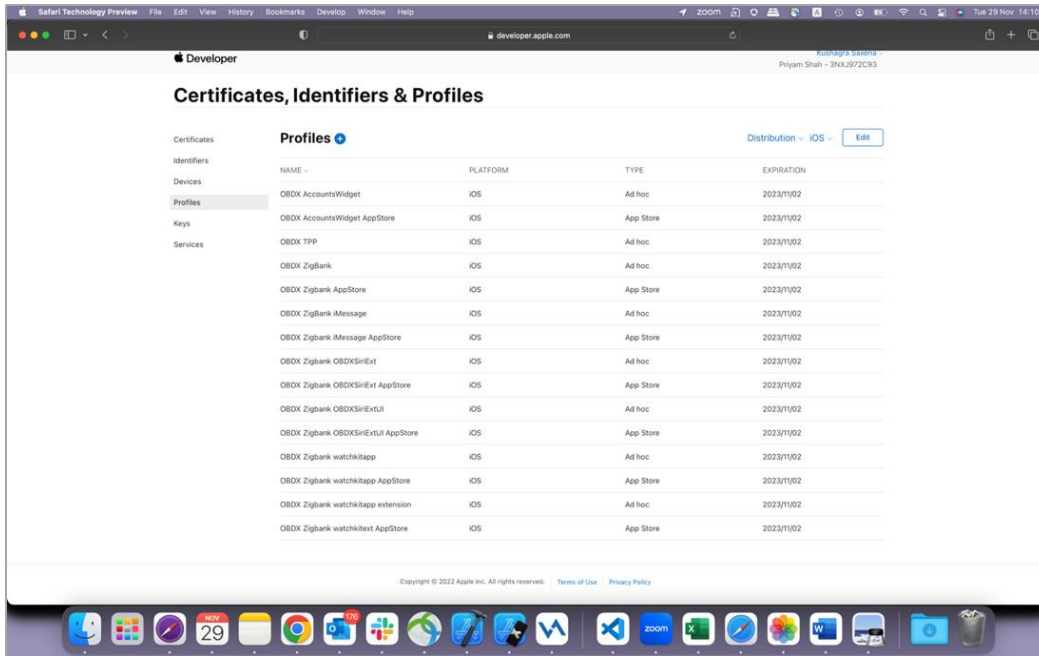 Safari Technology Preview File Edit View History Bookmarks Develop Window Help zoom A Tue 29 Nov 14:10
developer.apple.com
Developer
Kushagra Saxena
Priyam Shah - 3NXJ972C93
Certificates, Identifiers & Profiles
Certificates
Identifiers
Devices
Profiles
Keys
Services
Profiles
Distribution iOS Edit
NAME PLATFORM TYPE EXPIRATION
OBDX AccountsWidget iOS Ad hoc 2023/11/02
OBDX AccountsWidget AppStore iOS App Store 2023/11/02
OBDX TPP iOS Ad hoc 2023/11/02
OBDX ZigBank iOS Ad hoc 2023/11/02
OBDX Zigbank AppStore iOS App Store 2023/11/02
OBDX ZigBank iMessage iOS Ad hoc 2023/11/02
OBDX Zigbank iMessage AppStore iOS App Store 2023/11/02
OBDX Zigbank OBDXSiriExt iOS Ad hoc 2023/11/02
OBDX Zigbank OBDXSiriExt AppStore iOS App Store 2023/11/02
OBDX Zigbank OBDXSiriExtUI iOS Ad hoc 2023/11/02
OBDX Zigbank OBDXSiriExtUI AppStore iOS App Store 2023/11/02
OBDX Zigbank watchkitapp iOS Ad hoc 2023/11/02
OBDX Zigbank watchkitapp AppStore iOS App Store 2023/11/02
OBDX Zigbank watchkitapp extension iOS Ad hoc 2023/11/02
OBDX Zigbank watchkitext AppStore iOS App Store 2023/11/02
Copyright © 2022 Apple Inc. All rights reserved. Terms of Use Privacy Policy
NOV
29
176
zoom
X
W